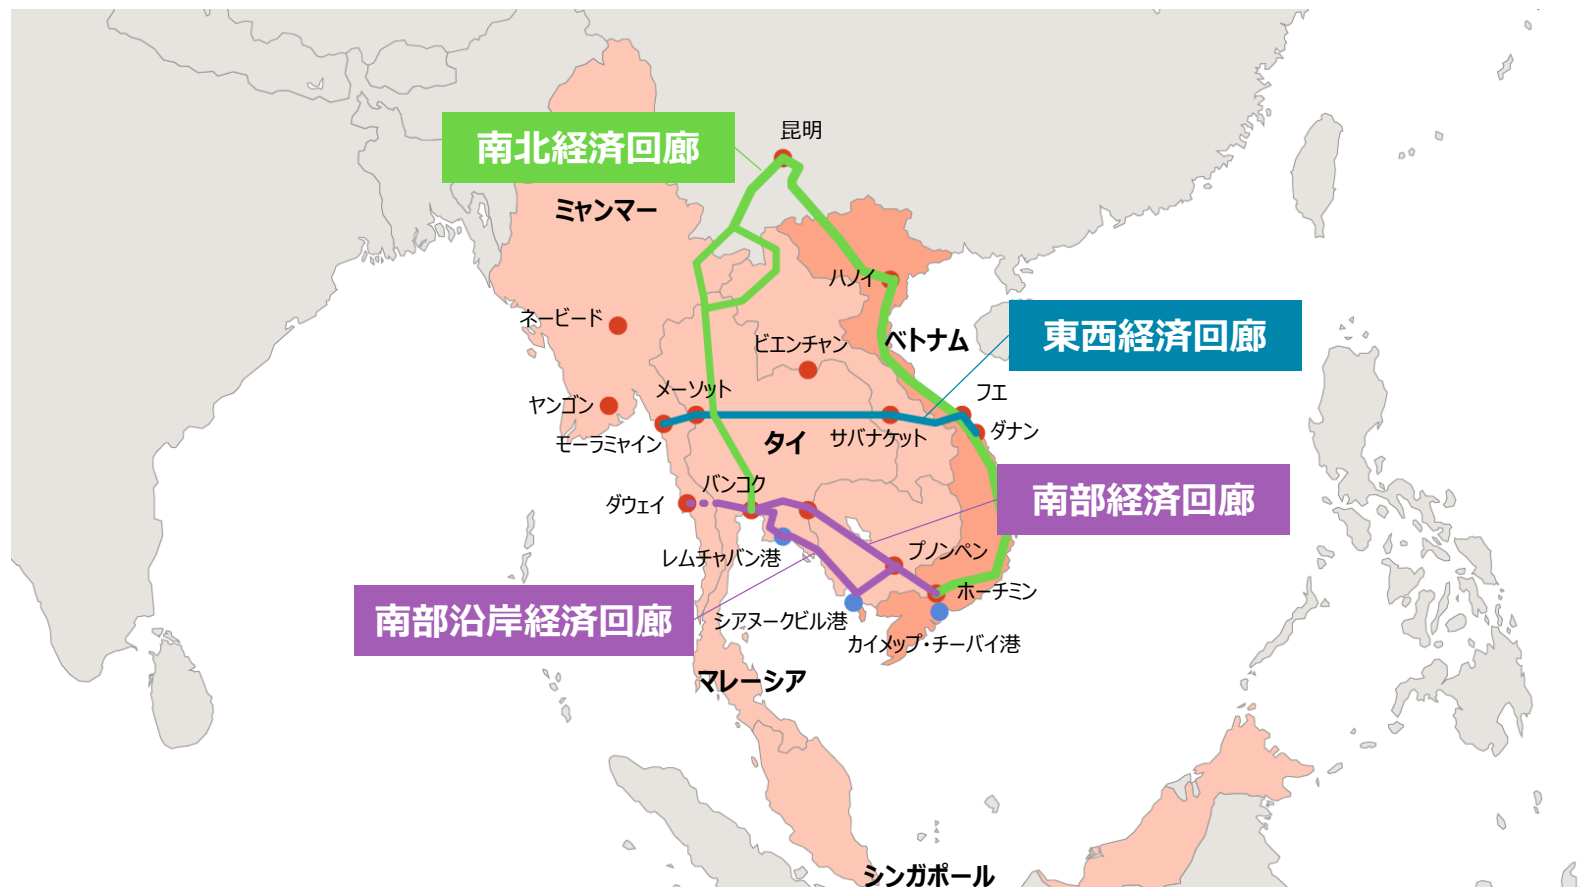 昆明
南北経済回廊
ミャンマー
ハノイ
ネービード
ベトナム
東西経済回廊
ビエンチャン
メーソット
フエ
ヤンゴン
モーラミャイン
タイ
サバナケット
ダナン
バンコク
ダウェイ
南部経済回廊
レムチャバン港
プノンペン
ホーチミン
南部沿岸経済回廊
シアヌークビル港
カイメップ・チーバイ港
マレーシア
シンガポール